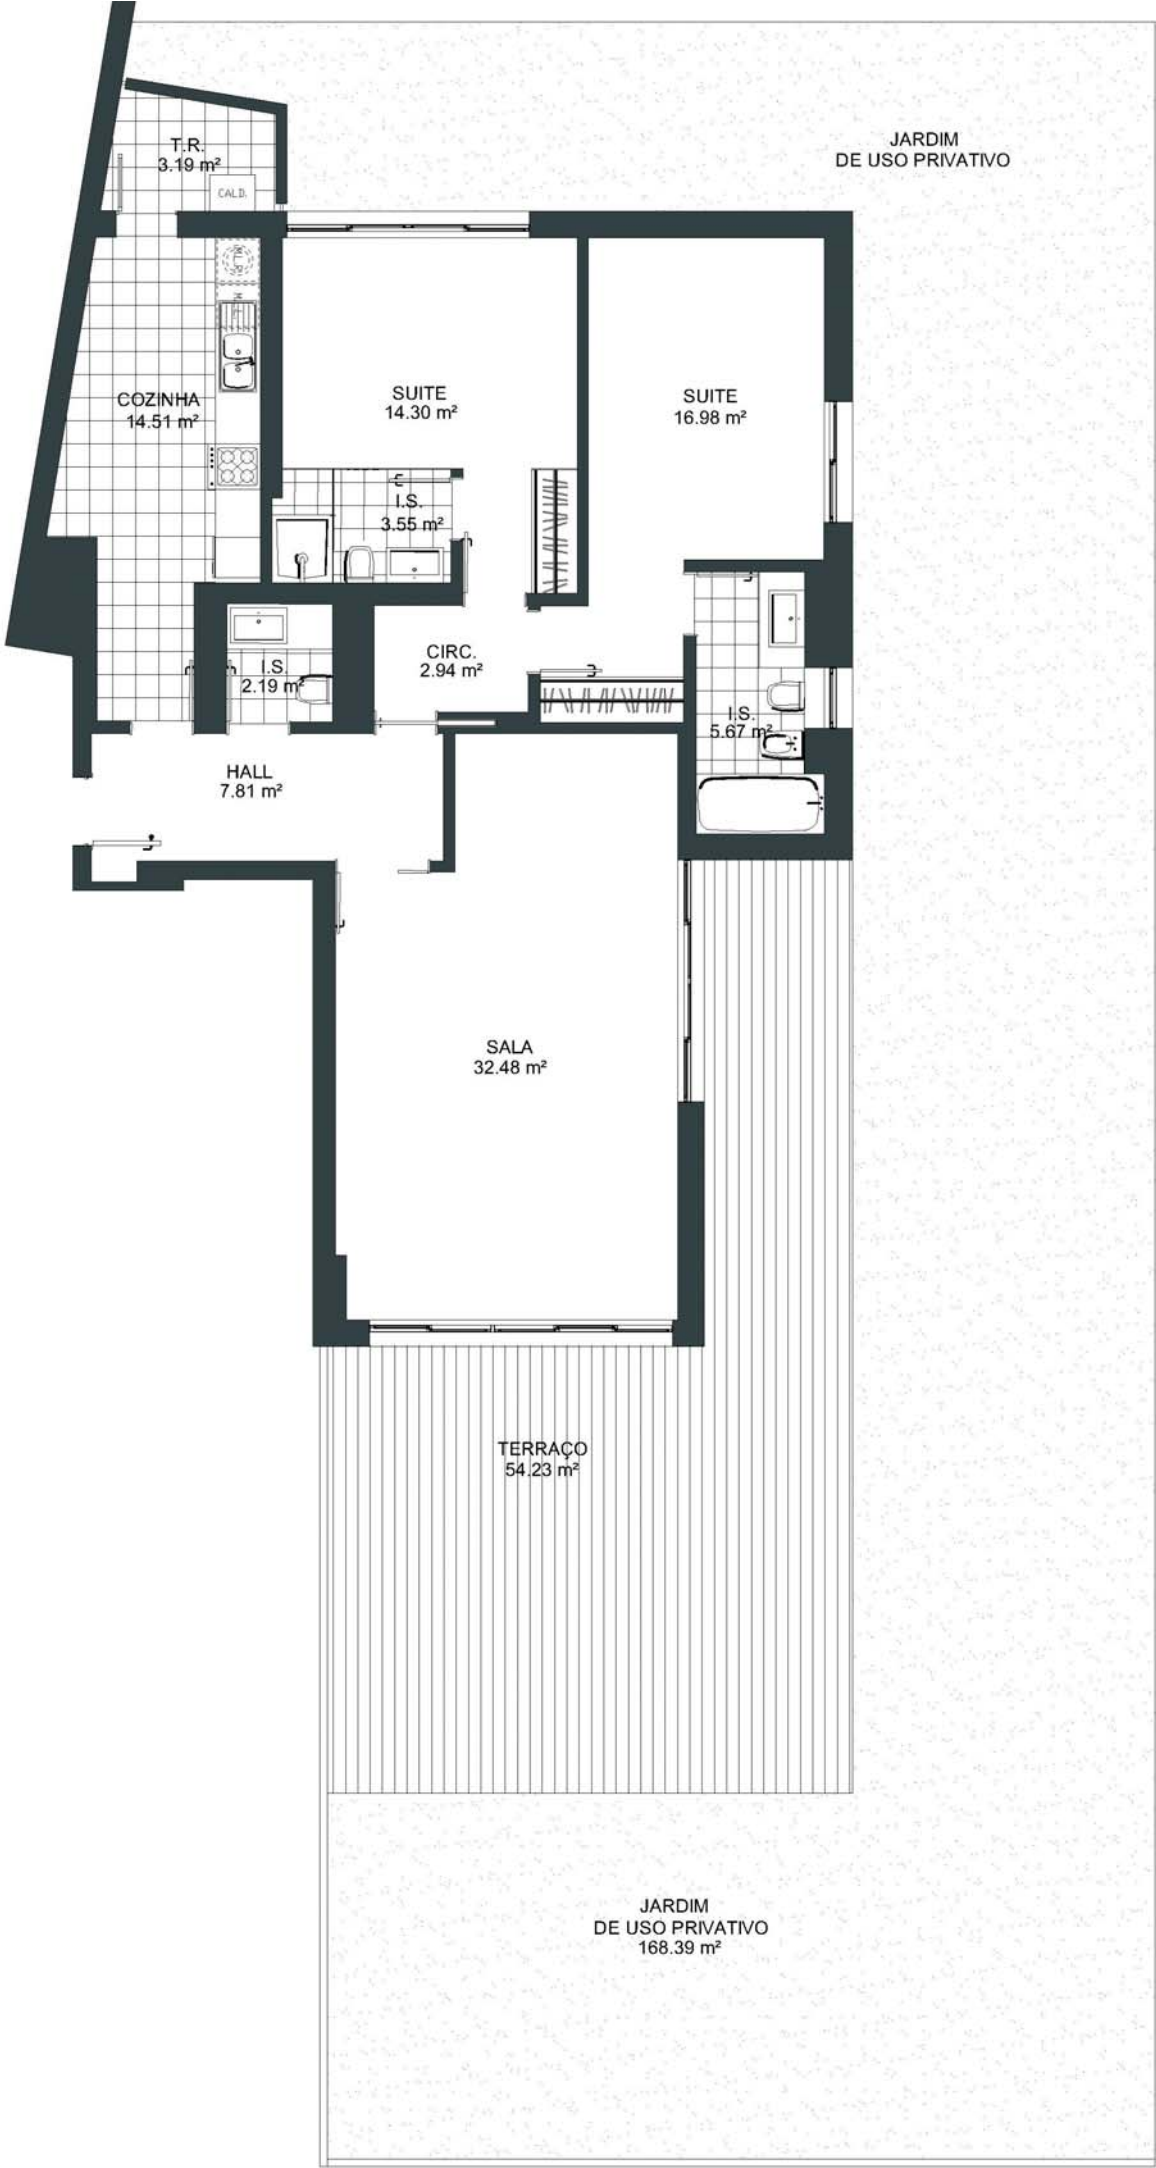 JARDIM
DE USO PRIVATIVO
T.R.
3.19 m²
CALD.
COZINHA
14.51 m²
SUITE
14.30 m²
SUITE
16.98 m²
I.S.
3.55 m²
CIRC.
2.94 m²
I.S.
2.19 m²
I.S.
5.67 m²
HALL
7.81 m²
SALA
32.48 m²
TERRAÇO
54.23 m²
JARDIM
DE USO PRIVATIVO
168.39 m²